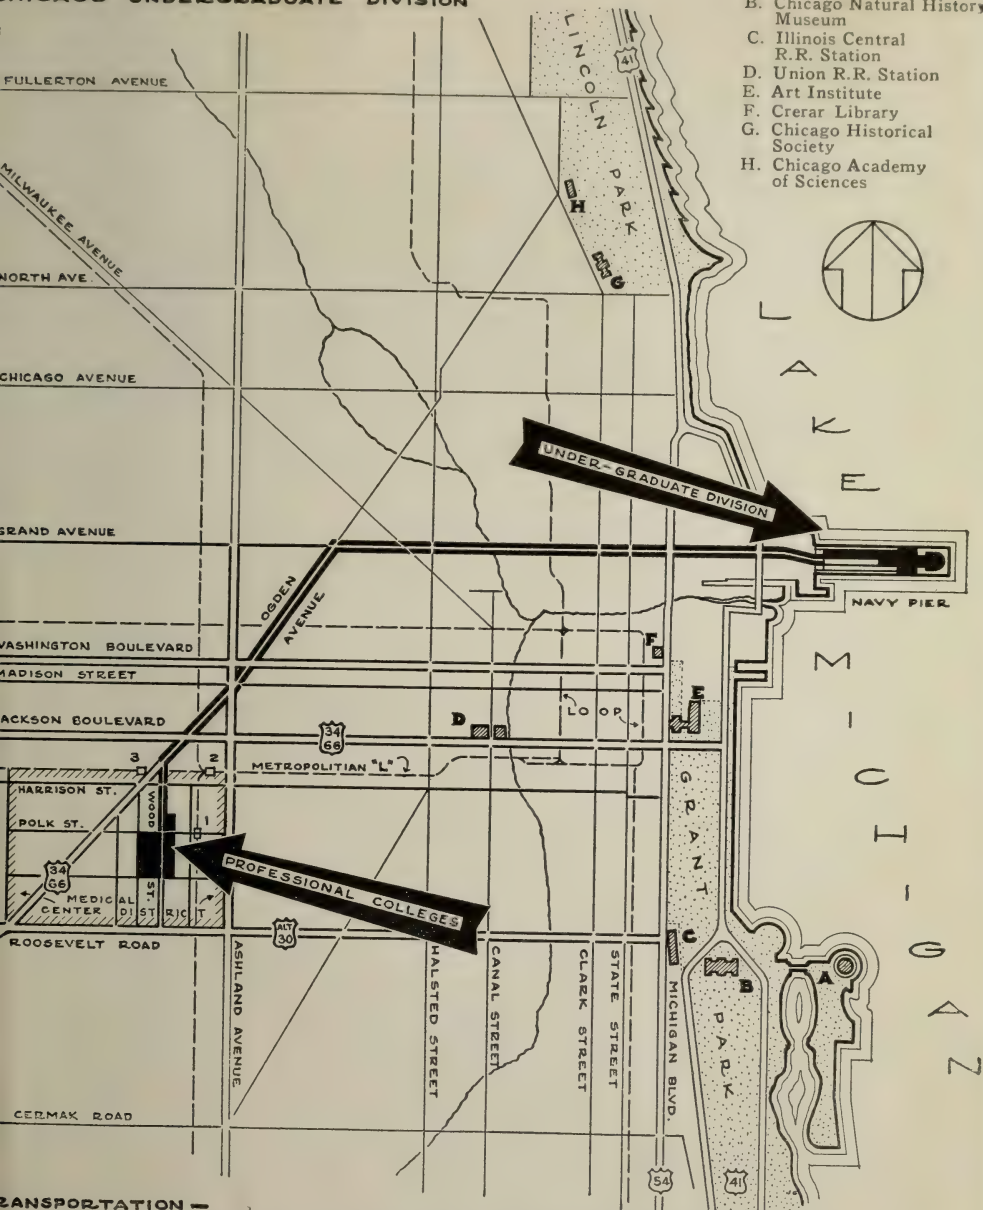 CHICAGO UNDERGRADUATE DIVISION
B. Chicago Natural History
Museum
C. Illinois Central
R.R. Station
D. Union R.R. Station
E. Art Institute
F. Crerar Library
G. Chicago Historical
Society
H. Chicago Academy
of Sciences
LINCOLN PARK
41
FULLERTON AVENUE
MILWAUKEE AVENUE
H
G
NORTH AVE.
CHICAGO AVENUE
LAKE MICHIGAN
UNDER-GRADUATE DIVISION
GRAND AVENUE
OGDEN AVENUE
NAVY PIER
WASHINGTON BOULEVARD
MADISON STREET
F
E
LOOP
D
JACKSON BOULEVARD
34
66
METROPOLITIAN "L"
3
2
HARRISON ST.
WOOD ST.
POLK ST.
1
GRANT PARK
PROFESSIONAL COLLEGES
34
66
MEDICAL
CENTER DISTRICT
ALT
30
ROOSEVELT ROAD
C
B
A
ASHLAND AVENUE
HALSTED STREET
CANAL STREET
CLARK STREET
STATE STREET
MICHIGAN BLVD.
CERMAK ROAD
54
41
TRANSPORTATION —